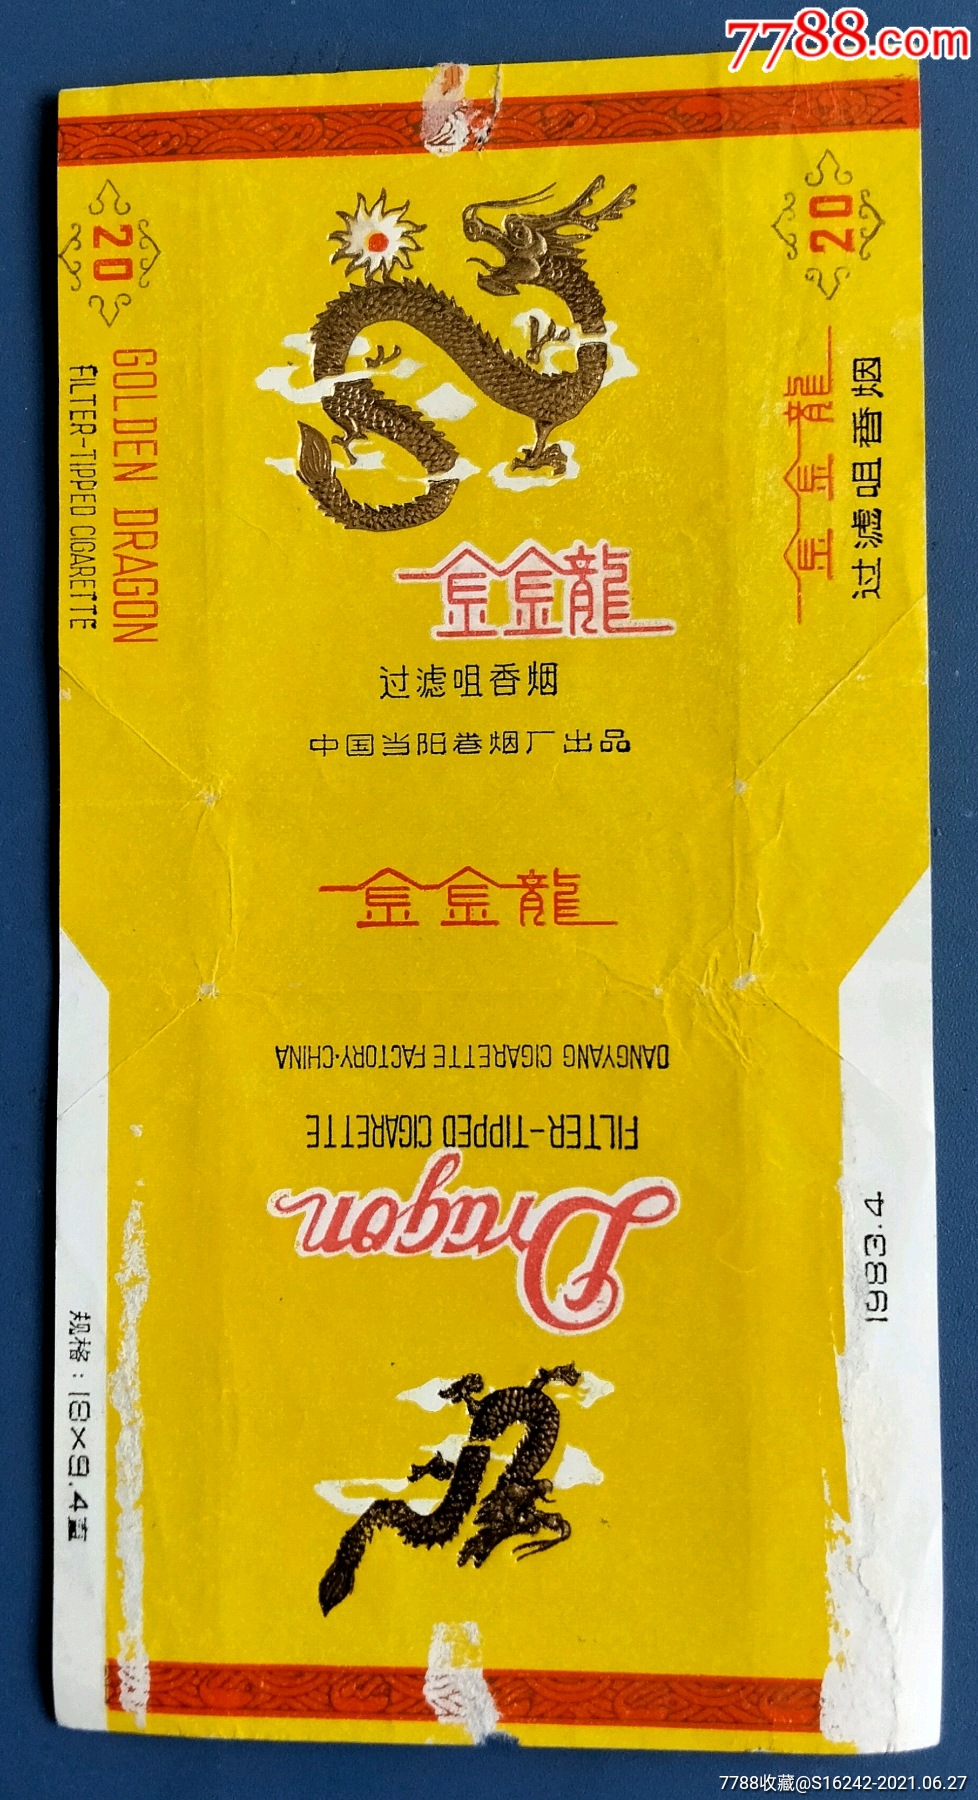 7788.com
20
GOLDEN DRAGON
FILTER-TIPPED CIGARETTE
20
金金龍
过滤咀香烟
金金龍
过滤咀香烟
中国当阳卷烟厂出品
金金龍
DANGYANG CIGARETTE FACTORY·CHINA
FILTER-TIPPED CIGARETTE
Dragon
1983.4
规格:18×9.4直
7788收藏@S16242-2021.06.27